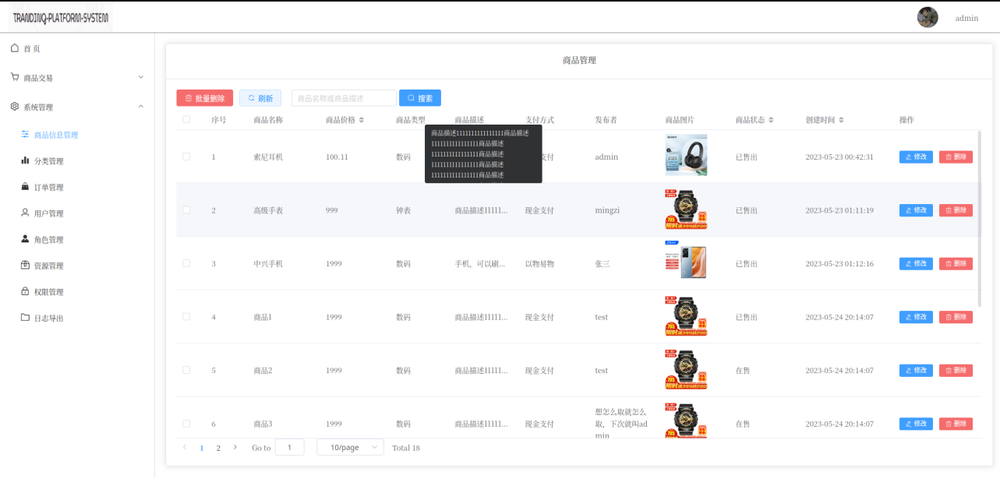 TRANDINQ-PLATFORM-SYSTEM
admin
首 页
商品交易
系统管理
商品信息管理
分类管理
订单管理
用户管理
角色管理
资源管理
权限管理
日志导出
商品管理
批量删除 刷新 商品名称或商品描述 搜索
序号 商品名称 商品价格 商品类型 商品描述 支付方式 发布者 商品图片 商品状态 创建时间 操作
商品描述1111111111111111商品描述
1111111111111111商品描述
1111111111111111商品描述
1111111111111111商品描述
1111111111111111商品描述
1 索尼耳机 100.11 数码 支付 admin SONY 已售出 2023-05-23 00:42:31 修改 删除
2 高级手表 999 钟表 商品描述11111... 现金支付 mingzi 已售出 2023-05-23 01:11:19 修改 删除
3 中兴手机 1999 数码 手机，可以刷... 以物易物 张三 已售出 2023-05-23 01:12:16 修改 删除
4 商品1 1999 数码 商品描述11111... 现金支付 test 已售出 2023-05-24 20:14:07 修改 删除
5 商品2 1999 数码 商品描述11111... 现金支付 test 在售 2023-05-24 20:14:07 修改 删除
6 商品3 1999 数码 商品描述11111... 现金支付 想怎么取就怎么
取，下次就叫ad
min 在售 2023-05-24 20:14:07 修改 删除
1 2 Go to 1 10/page Total 18